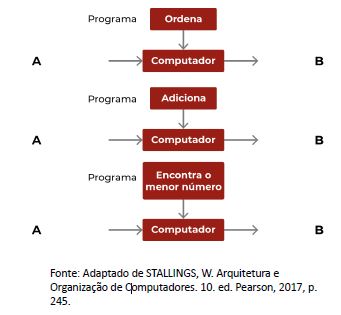 Programa Ordena
A Computador B
Programa Adiciona
A Computador B
Programa Encontra o
menor número
A Computador B
Fonte: Adaptado de STALLINGS, W. Arquitetura e
Organização de Computadores. 10. ed. Pearson, 2017, p.
245.